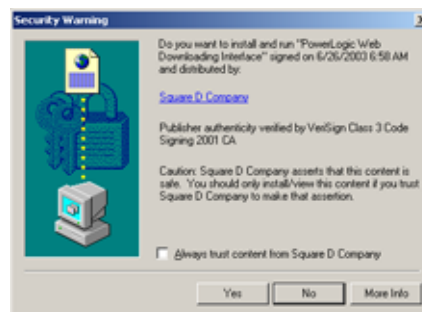 Security Warning
Do you want to install and run "PowerLogic Web
Downloading Interface" signed on 6/26/2003 6:58 AM
and distributed by:
Square D Company
Publisher authenticity verified by VeriSign Class 3 Code
Signing 2001 CA
Caution: Square D Company asserts that this content is
safe. You should only install/view this content if you trust
Square D Company to make that assertion.
Always trust content from Square D Company
Yes No More Info